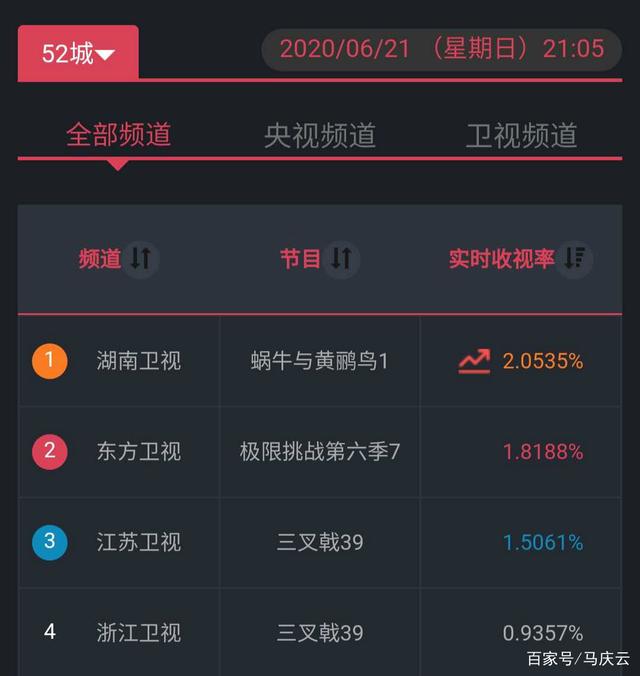 52城
2020/06/21 （星期日）21:05
全部频道 央视频道 卫视频道
频道 节目 实时收视率
1 湖南卫视 蜗牛与黄鹂鸟1 2.0535%
2 东方卫视 极限挑战第六季7 1.8188%
3 江苏卫视 三叉戟39 1.5061%
4 浙江卫视 三叉戟39 0.9357%
百家号/马庆云